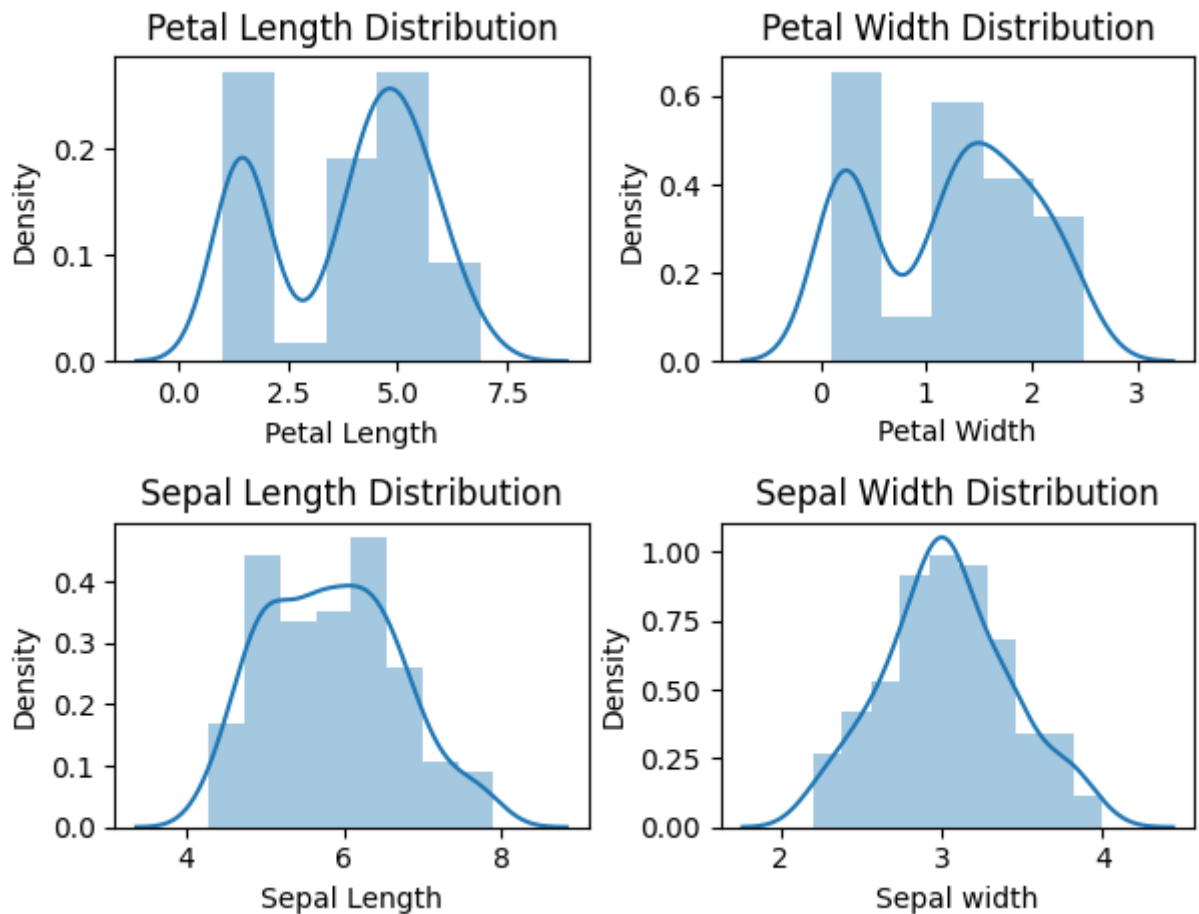 Petal Length Distribution
Density
0.2
0.1
0.0
0.0 2.5 5.0 7.5
Petal Length
Petal Width Distribution
Density
0.6
0.4
0.2
0.0
0 1 2 3
Petal Width
Sepal Length Distribution
Density
0.4
0.3
0.2
0.1
0.0
4 6 8
Sepal Length
Sepal Width Distribution
Density
1.00
0.75
0.50
0.25
0.00
2 3 4
Sepal width